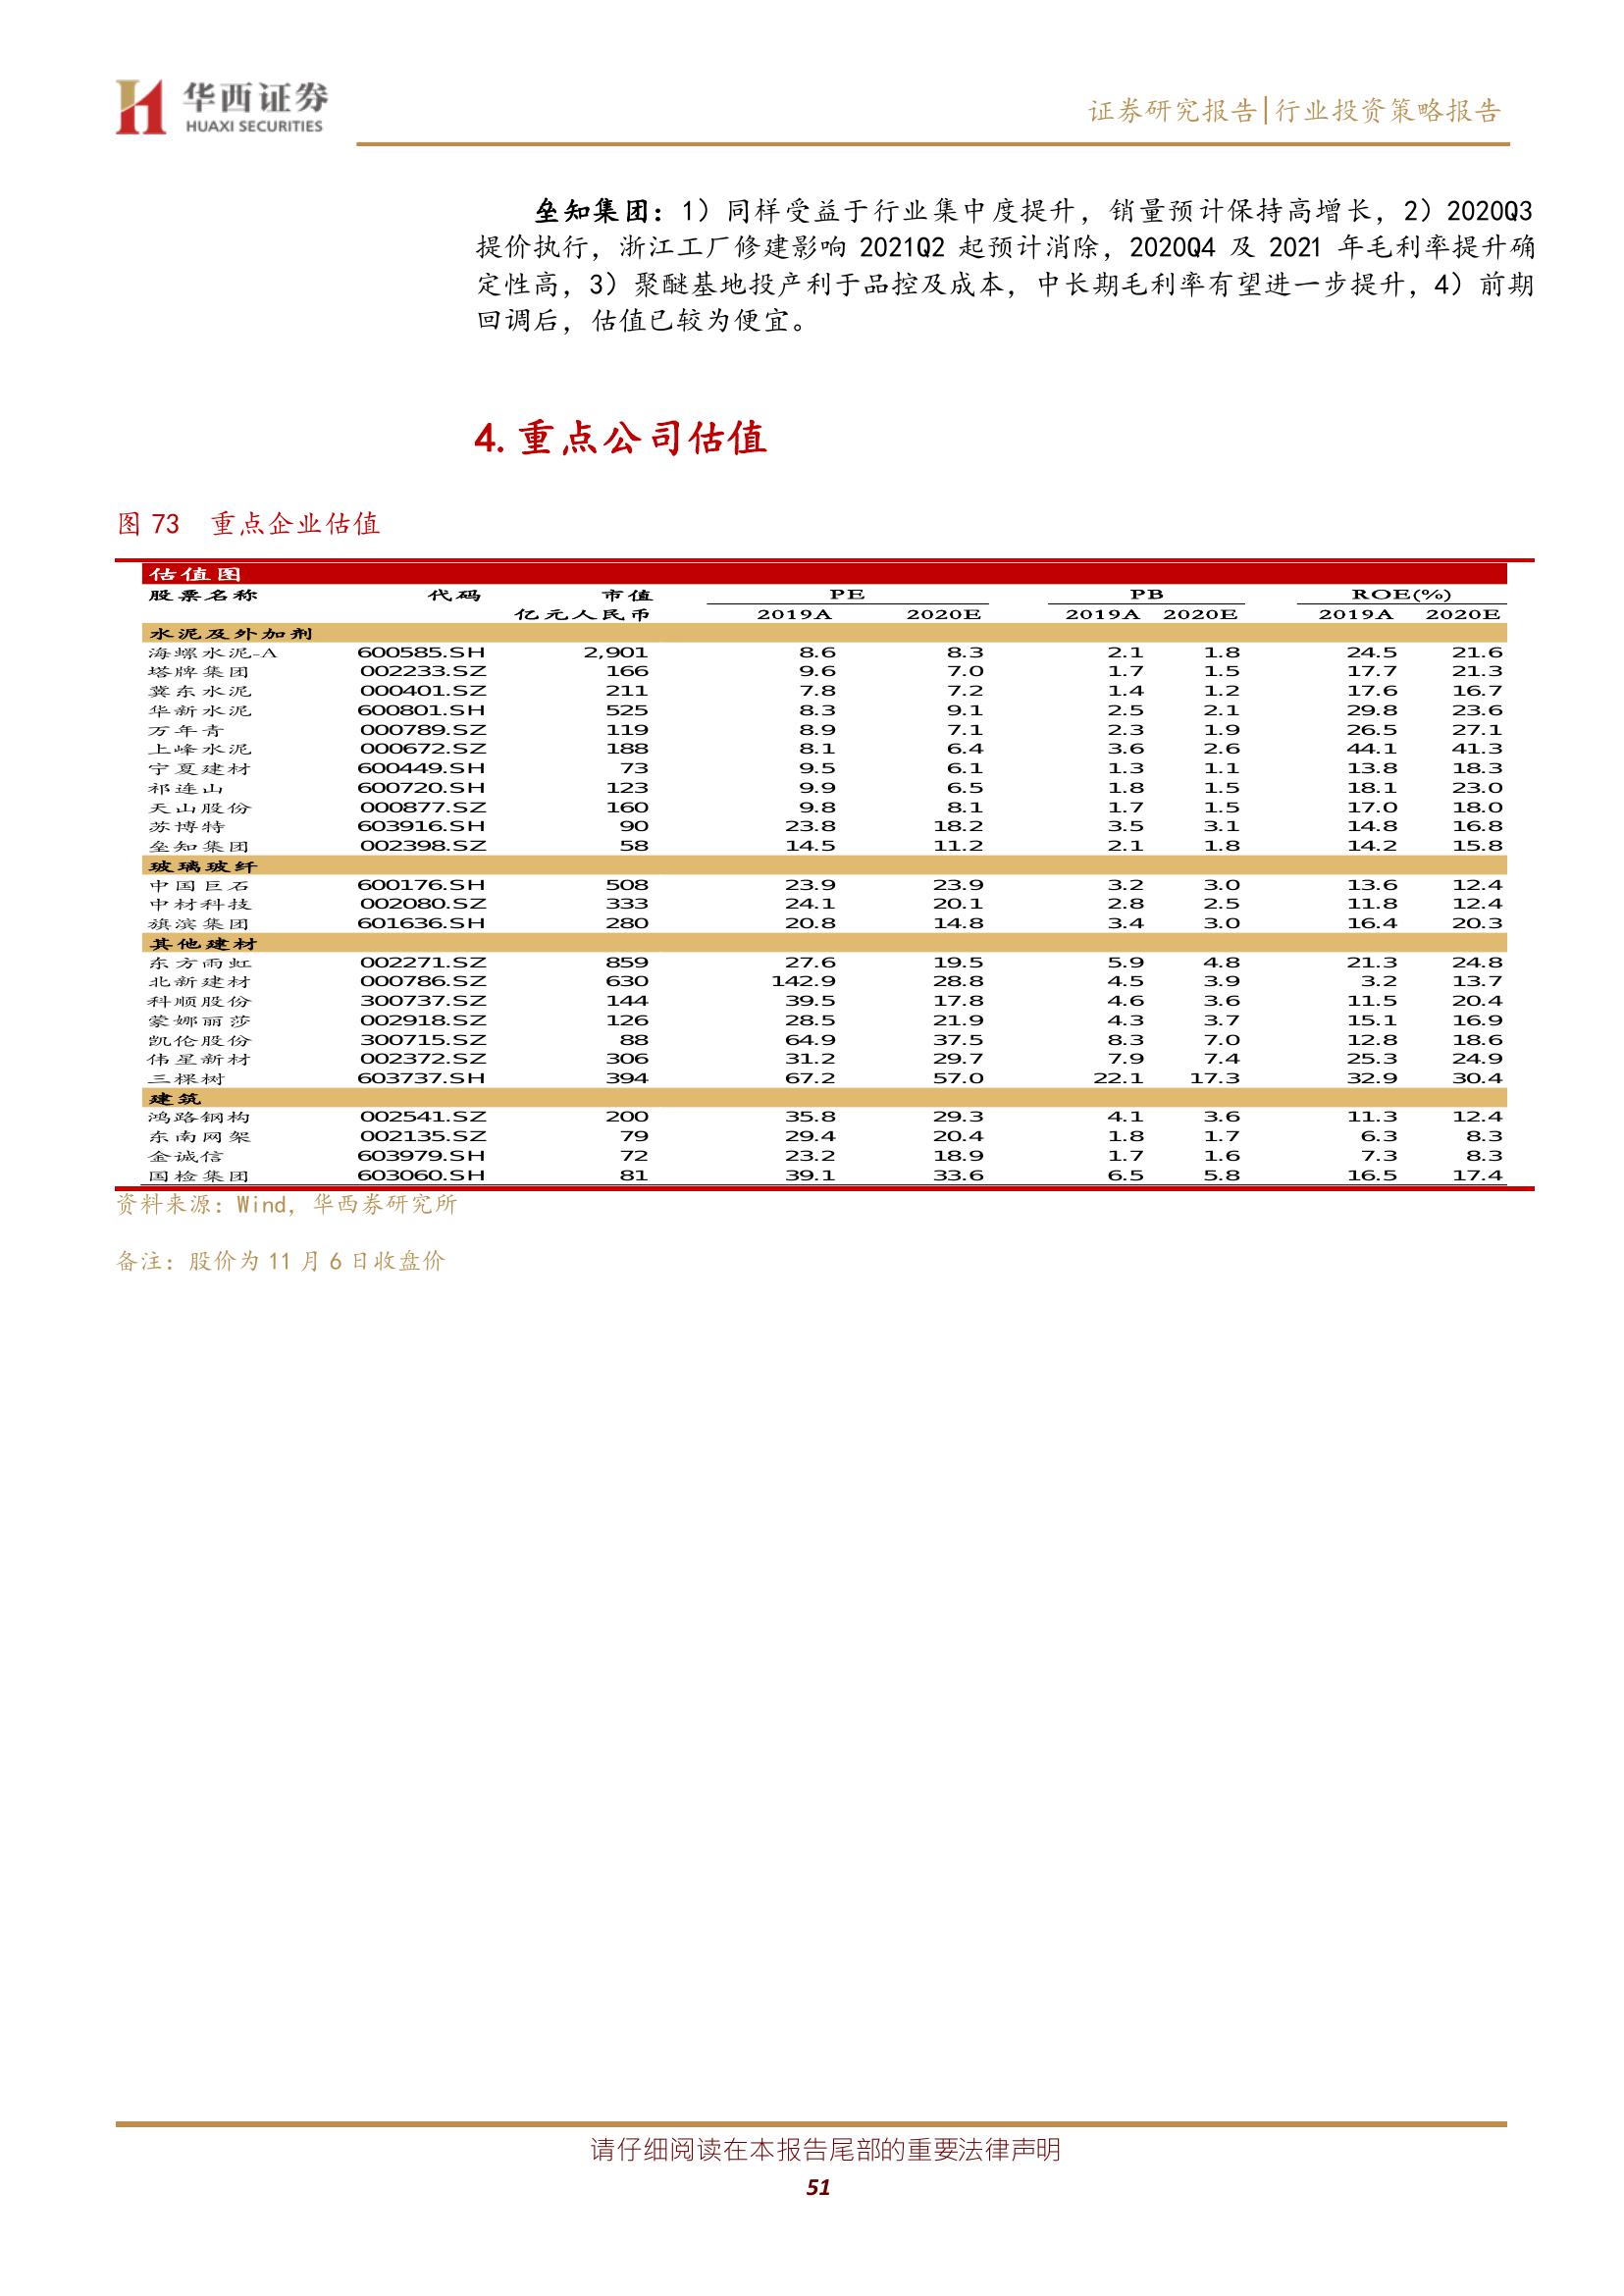 华西证券
HUAXI SECURITIES
证券研究报告|行业投资策略报告
垒知集团：1）同样受益于行业集中度提升，销量预计保持高增长，2）2020Q3
提价执行，浙江工厂修建影响 2021Q2 起预计消除，2020Q4 及 2021 年毛利率提升确
定性高，3）聚醚基地投产利于品控及成本，中长期毛利率有望进一步提升，4）前期
回调后，估值已较为便宜。
4. 重点公司估值
图 73 重点企业估值
估值图
股票名称 代码 市值 PE PB ROE(%)
亿元人民币 2019A 2020E 2019A 2020E 2019A 2020E
水泥及外加剂
海螺水泥-A 600585.SH 2,901 8.6 8.3 2.1 1.8 24.5 21.6
塔牌集团 002233.SZ 166 9.6 7.0 1.7 1.5 17.7 21.3
冀东水泥 000401.SZ 211 7.8 7.2 1.4 1.2 17.6 16.7
华新水泥 600801.SH 525 8.3 9.1 2.5 2.1 29.8 23.6
万年青 000789.SZ 119 8.9 7.1 2.3 1.9 26.5 27.1
上峰水泥 000672.SZ 188 8.1 6.4 3.6 2.6 44.1 41.3
宁夏建材 600449.SH 73 9.5 6.1 1.3 1.1 13.8 18.3
祁连山 600720.SH 123 9.9 6.5 1.8 1.5 18.1 23.0
天山股份 000877.SZ 160 9.8 8.1 1.7 1.5 17.0 18.0
苏博特 603916.SH 90 23.8 18.2 3.5 3.1 14.8 16.8
垒知集团 002398.SZ 58 14.5 11.2 2.1 1.8 14.2 15.8
玻璃玻纤
中国巨石 600176.SH 508 23.9 23.9 3.2 3.0 13.6 12.4
中材科技 002080.SZ 333 24.1 20.1 2.8 2.5 11.8 12.4
旗滨集团 601636.SH 280 20.8 14.8 3.4 3.0 16.4 20.3
其他建材
东方雨虹 002271.SZ 859 27.6 19.5 5.9 4.8 21.3 24.8
北新建材 000786.SZ 630 142.9 28.8 4.5 3.9 3.2 13.7
科顺股份 300737.SZ 144 39.5 17.8 4.6 3.6 11.5 20.4
蒙娜丽莎 002918.SZ 126 28.5 21.9 4.3 3.7 15.1 16.9
凯伦股份 300715.SZ 88 64.9 37.5 8.3 7.0 12.8 18.6
伟星新材 002372.SZ 306 31.2 29.7 7.9 7.4 25.3 24.9
三棵树 603737.SH 394 67.2 57.0 22.1 17.3 32.9 30.4
建筑
鸿路钢构 002541.SZ 200 35.8 29.3 4.1 3.6 11.3 12.4
东南网架 002135.SZ 79 29.4 20.4 1.8 1.7 6.3 8.3
金诚信 603979.SH 72 23.2 18.9 1.7 1.6 7.3 8.3
国检集团 603060.SH 81 39.1 33.6 6.5 5.8 16.5 17.4
资料来源：Wind，华西券研究所
备注：股价为 11 月 6 日收盘价
请仔细阅读在本报告尾部的重要法律声明
51